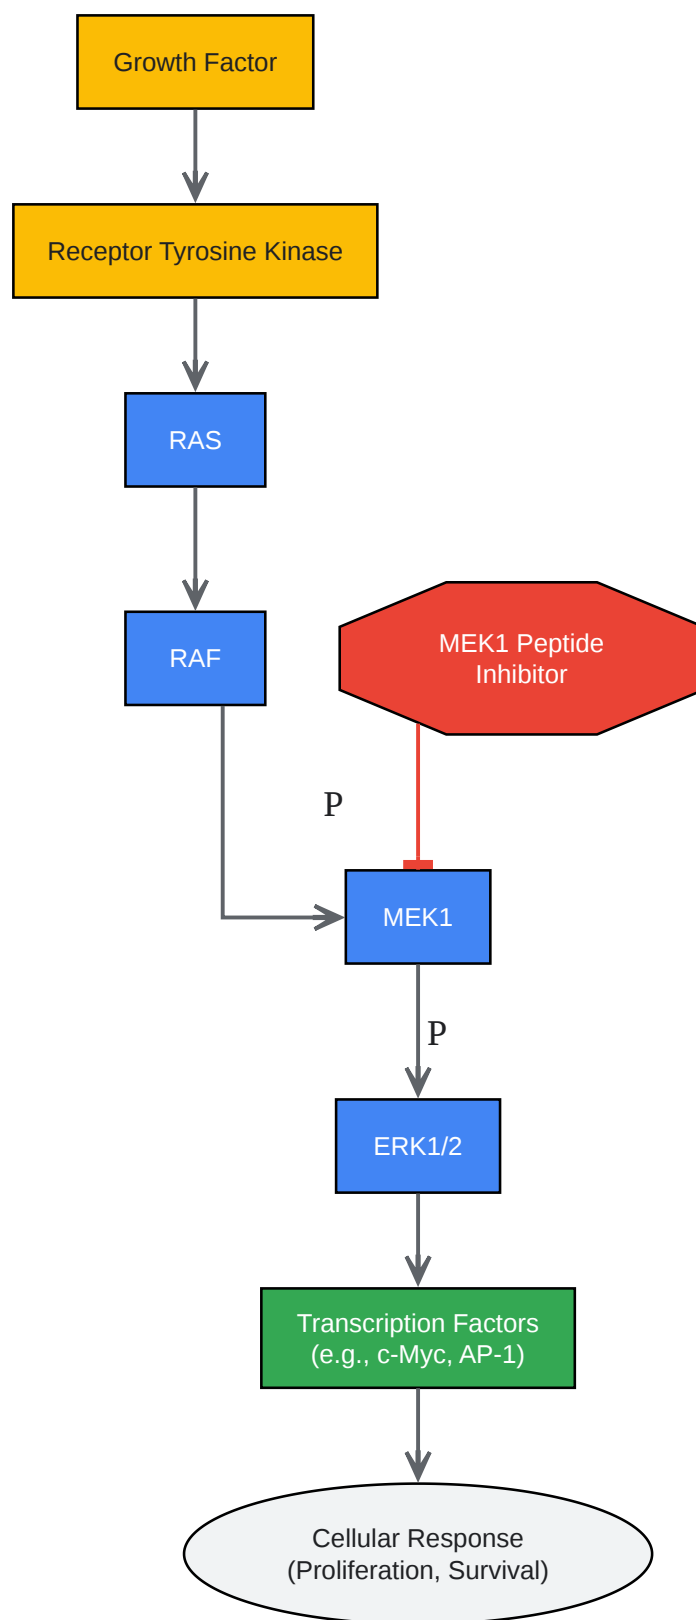 Growth Factor
Receptor Tyrosine Kinase
RAS
RAF
MEK1 Peptide
Inhibitor
P
MEK1
P
ERK1/2
Transcription Factors
(e.g., c-Myc, AP-1)
Cellular Response
(Proliferation, Survival)